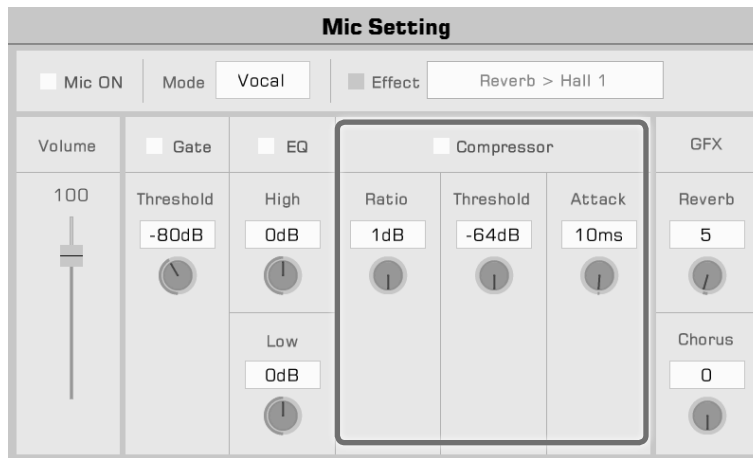 Mic Setting
Mic ON
Mode
Vocal
Effect
Reverb > Hall 1
Volume
Gate
EQ
Compressor
GFX
100
Threshold
-80dB
High
0dB
Ratio
1dB
Threshold
-64dB
Attack
10ms
Reverb
5
Low
0dB
Chorus
0